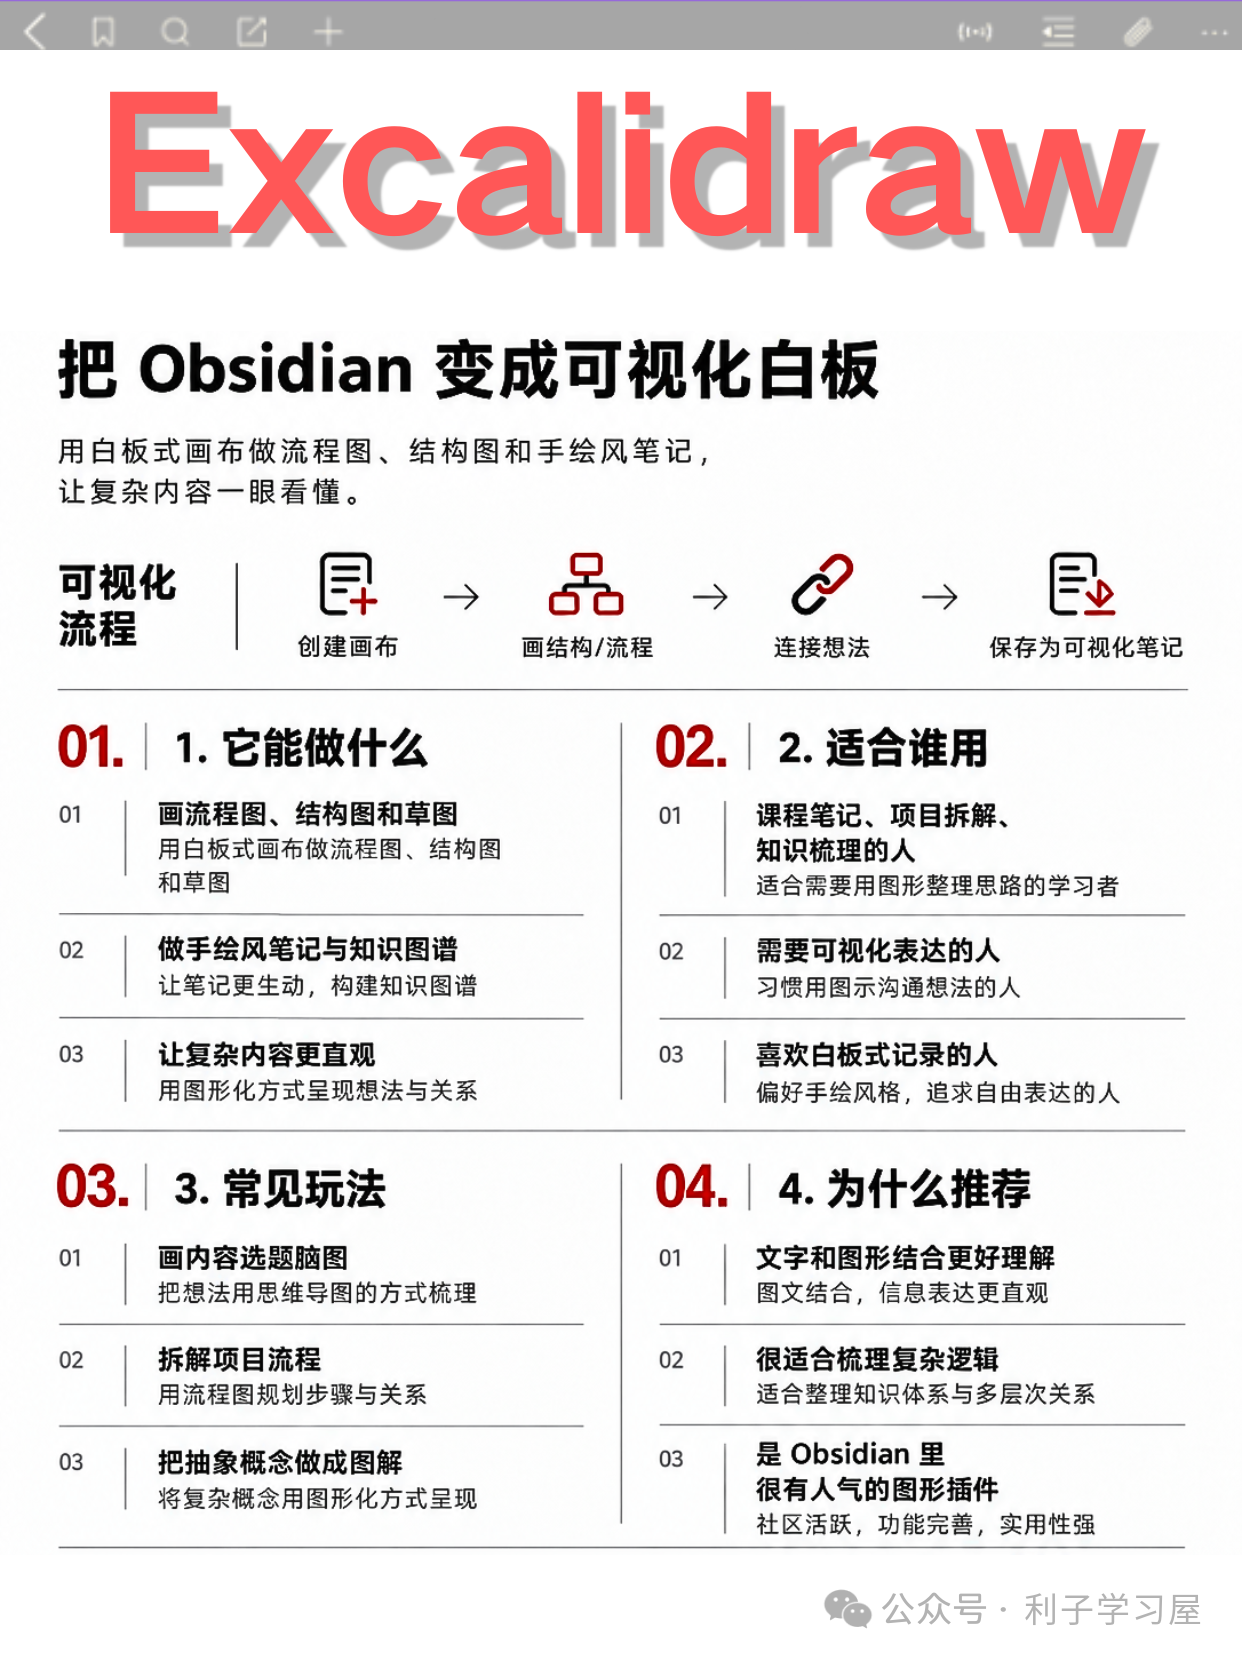 Excalidraw
把 Obsidian 变成可视化白板
用白板式画布做流程图、结构图和手绘风笔记，
让复杂内容一眼看懂。
可视化
流程
创建画布
画结构/流程
连接想法
保存为可视化笔记
01.
1. 它能做什么
01
画流程图、结构图和草图
用白板式画布做流程图、结构图
和草图
02
做手绘风笔记与知识图谱
让笔记更生动，构建知识图谱
03
让复杂内容更直观
用图形化方式呈现想法与关系
02.
2. 适合谁用
01
课程笔记、项目拆解、
知识梳理的人
适合需要用图形整理思路的学习者
02
需要可视化表达的人
习惯用图示沟通想法的人
03
喜欢白板式记录的人
偏好手绘风格，追求自由表达的人
03.
3. 常见玩法
01
画内容选题脑图
把想法用思维导图的方式梳理
02
拆解项目流程
用流程图规划步骤与关系
03
把抽象概念做成图解
将复杂概念用图形化方式呈现
04.
4. 为什么推荐
01
文字和图形结合更好理解
图文结合，信息表达更直观
02
很适合梳理复杂逻辑
适合整理知识体系与多层次关系
03
是 Obsidian 里
很有人气的图形插件
社区活跃，功能完善，实用性强
公众号 · 利子学习屋